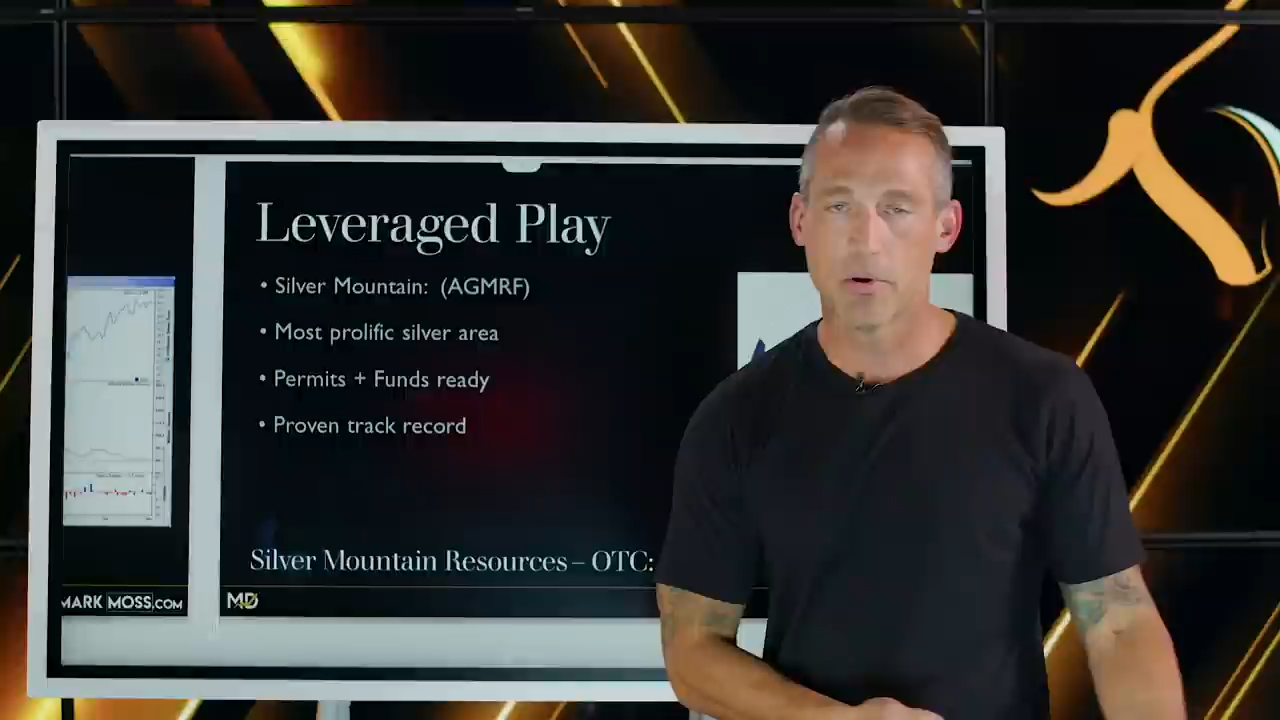 Leveraged Play
• Silver Mountain: (AGMRF)
• Most prolific silver area
• Permits + Funds ready
• Proven track record
Silver Mountain Resources – OTC:
MARK MOSS.COM
MD